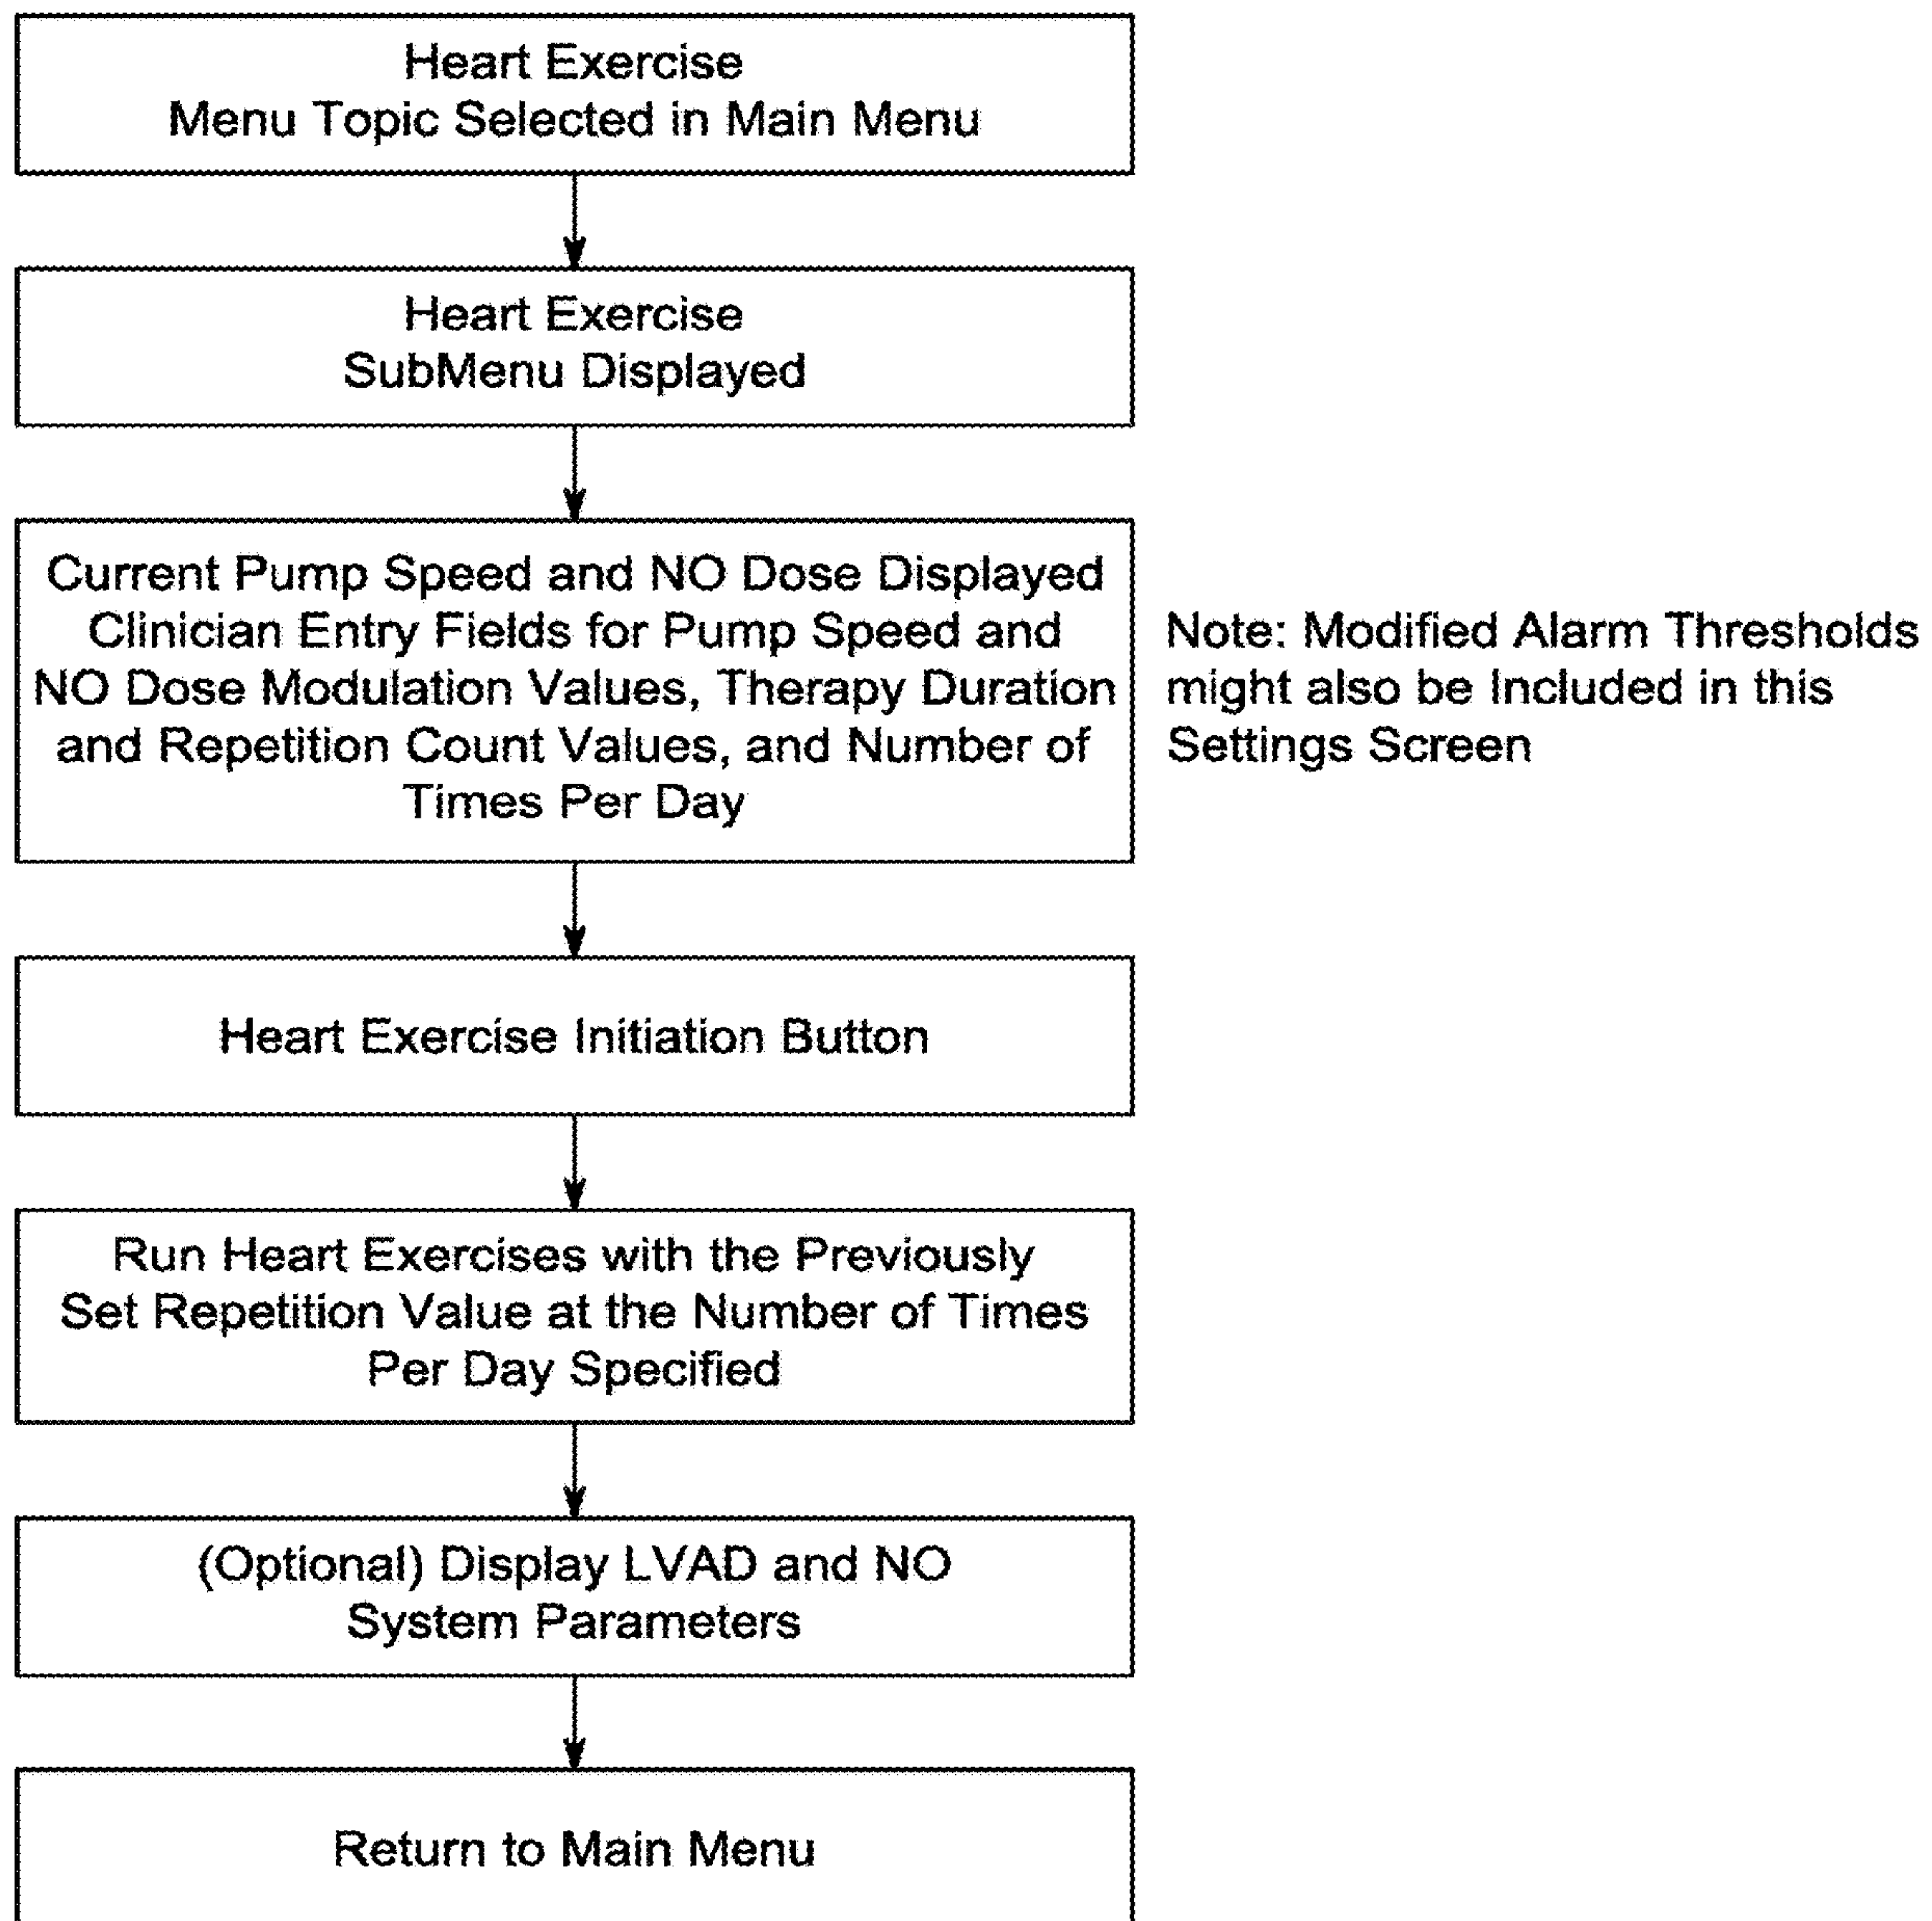 Heart Exercise
Menu Topic Selected in Main Menu
Heart Exercise
SubMenu Displayed
Current Pump Speed and NO Dose Displayed
Clinician Entry Fields for Pump Speed and
NO Dose Modulation Values, Therapy Duration
and Repetition Count Values, and Number of
Times Per Day
Note: Modified Alarm Thresholds
might also be Included in this
Settings Screen
Heart Exercise Initiation Button
Run Heart Exercises with the Previously
Set Repetition Value at the Number of Times
Per Day Specified
(Optional) Display LVAD and NO
System Parameters
Return to Main Menu